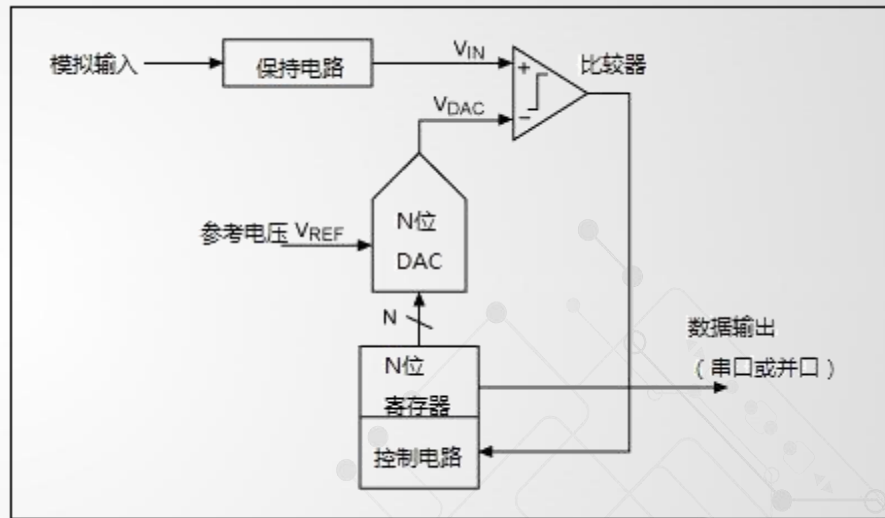 模拟输入
保持电路
VIN
+
比较器
VDAC
−
N位
DAC
参考电压 VREF
N
N位
寄存器
数据输出
（串口或并口）
控制电路